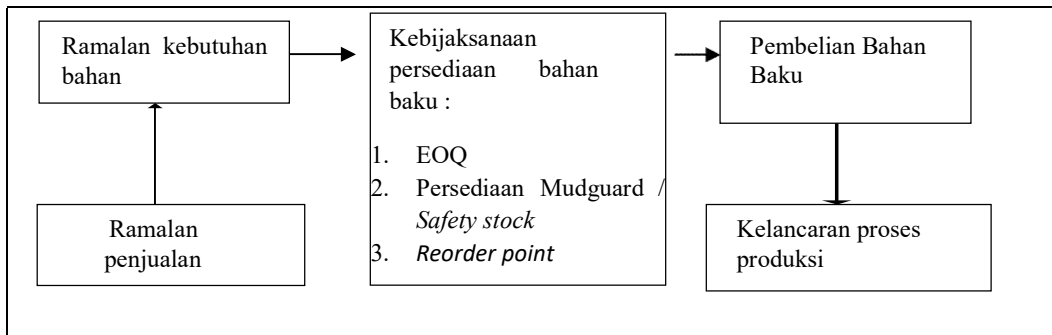 Ramalan kebutuhan
bahan
Kebijaksanaan
persediaan bahan
baku :
1. EOQ
2. Persediaan Mudguard /
Safety stock
3. Reorder point
Pembelian Bahan
Baku
Ramalan
penjualan
Kelancaran proses
produksi